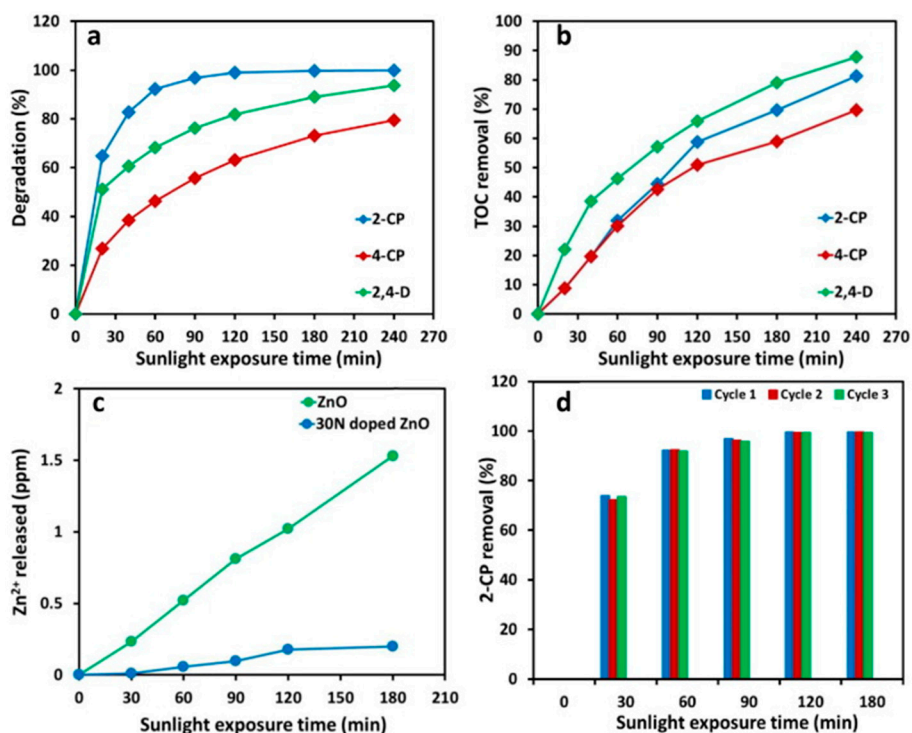 a
Degradation (%)
120
100
80
60
40
20
0
0 30 60 90 120 150 180 210 240 270
Sunlight exposure time (min)
2-CP
4-CP
2,4-D
b
TOC removal (%)
100
90
80
70
60
50
40
30
20
10
0
0 30 60 90 120 150 180 210 240 270
Sunlight exposure time (min)
2-CP
4-CP
2,4-D
c
Zn2+ released (ppm)
2
1.5
1
0.5
0
0 30 60 90 120 150 180 210
Sunlight exposure time (min)
ZnO
30N doped ZnO
d
2-CP removal (%)
120
100
80
60
40
20
0
0 30 60 90 120 180
Sunlight exposure time (min)
Cycle 1 Cycle 2 Cycle 3